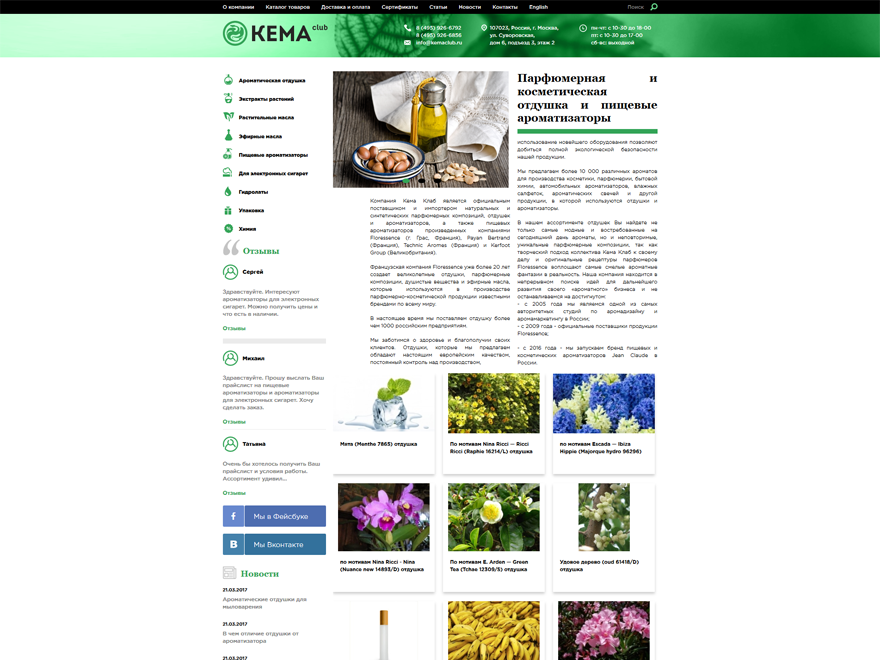 О компании Каталог товаров Доставка и оплата Сертификаты Статьи Новости Контакты English Поиск
KEMA club
8 (495) 926-6792
8 (495) 926-6856
info@kemaclub.ru
107023, Россия, г. Москва,
ул. Суворовская,
дом 6, подъезд 3, этаж 2
пн-чт: с 10-30 до 18-00
пт: с 10-30 до 17-00
сб-вс: выходной
Ароматическая отдушка
Экстракты растений
Растительные масла
Эфирные масла
Пищевые ароматизаторы
Для электронных сигарет
Гидролаты
Упаковка
Химия
Отзывы
Сергей
Здравствуйте. Интересуют
ароматизаторы для электронных
сигарет. Можно получить цены и
что есть в наличии.
Отзывы
Михаил
Здравствуйте. Прошу выслать Ваш
прайслист на пищевые
ароматизаторы и ароматизаторы
для электронных сигарет. Хочу
сделать заказ.
Отзывы
Татьяна
Очень бы хотелось получить Ваш
прайслист и условия работы.
Ассортимент удивил...
Отзывы
f Мы в Фейсбуке
B Мы Вконтакте
Новости
21.03.2017
Ароматические отдушки для
мыловарения
21.03.2017
В чем отличие отдушки от
ароматизатора
21.03.2017
Компания Кема Клаб является официальным
поставщиком и импортером натуральных и
синтетических парфюмерных композиций, отдушек
и ароматизаторов, а также пищевых
ароматизаторов произведенных компаниями
Floressence (г. Грас, Франция), Payan Bertrand
(Франция), Technic Aromes (Франция) и Kerfoot
Group (Великобритания).
Французская компания Floressence уже более 20 лет
создает великолепные отдушки, парфюмерные
композиции, душистые вещества и эфирные масла,
которые используются в производстве
парфюмерно-косметической продукции известными
брендами по всему миру.
В настоящее время мы поставляем отдушку более
чем 1000 российским предприятиям.
Мы заботимся о здоровье и благополучии своих
клиентов. Отдушки, которые мы предлагаем
обладают настоящим европейским качеством,
постоянный контроль над производством,
Парфюмерная и
косметическая
отдушка и пищевые
ароматизаторы
использование новейшего оборудования позволяют
добиться полной экологической безопасности
нашей продукции.
Мы предлагаем более 10 000 различных ароматов
для производства косметики, парфюмерии, бытовой
химии, автомобильных ароматизаторов, влажных
салфеток, ароматических свечей и другой
продукции, в которой используются отдушки и
ароматизаторы.
В нашем ассортименте отдушек Вы найдете не
только самые модные и востребованные на
сегодняшний день ароматы, но и неповторимые,
уникальные парфюмерные композиции, так как
творческий подход коллектива Кема Клаб к своему
делу и оригинальные рецептуры парфюмеров
Floressence воплощают самые смелые ароматные
фантазии в реальность. Наша компания находится в
непрерывном поиске идей для дальнейшего
развития своего «ароматного» бизнеса и не
останавливаемся на достигнутом:
- с 2005 года мы является одной из самых
авторитетных студий по аромадизайну и
аромамаркетингу в России;
- с 2009 года - официальные поставщики продукции
Floressence;
- с 2016 года - мы запускаем бренд пищевых и
косметических ароматизаторов Jean Claude в
России.
Мята (Menthe 7865) отдушка
По мотивам Nina Ricci — Ricci
Ricci (Raphia 16214/L) отдушка
по мотивам Escada — Ibiza
Hippie (Majorque hydro 96296)
по мотивам Nina Ricci - Nina
(Nuance new 14893/D) отдушка
По мотивам E. Arden — Green
Tea (Tchae 12309/S) отдушка
Удовое дерево (oud 61418/D)
отдушка